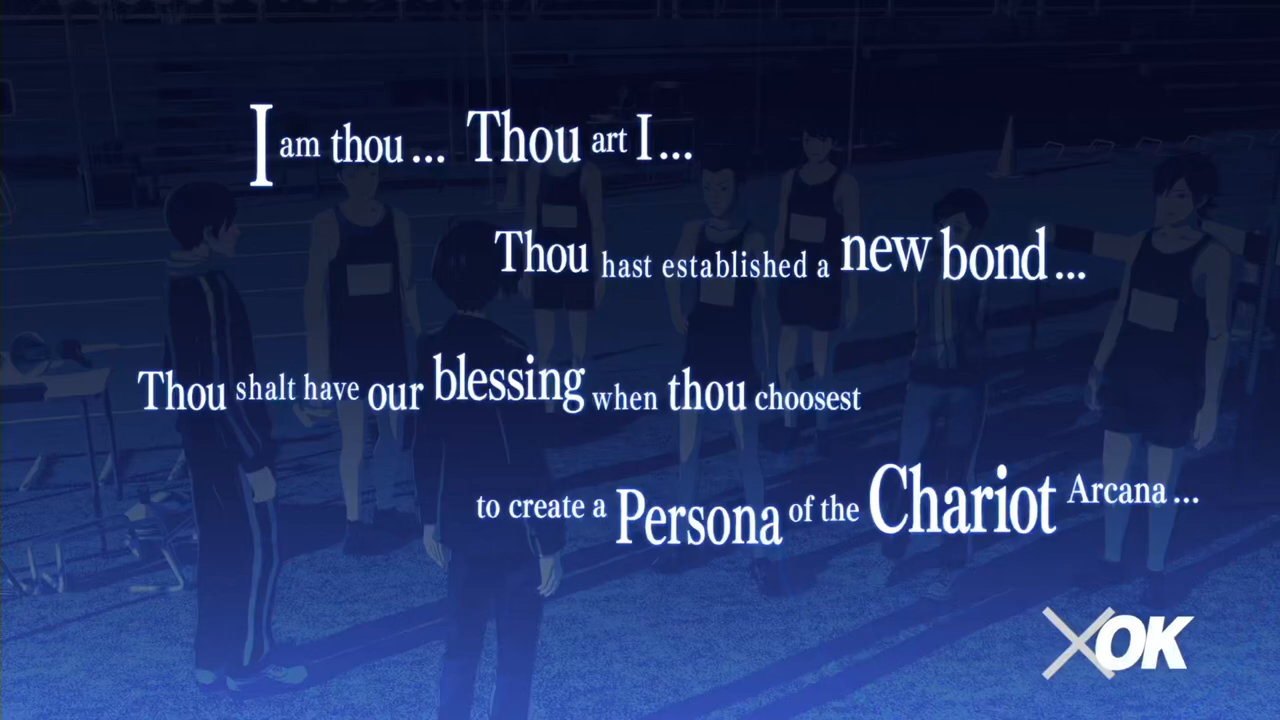 I am thou... Thou art I...
Thou hast established a new bond...
Thou shalt have our blessing when thou choosest
to create a Persona of the Chariot Arcana...
OK